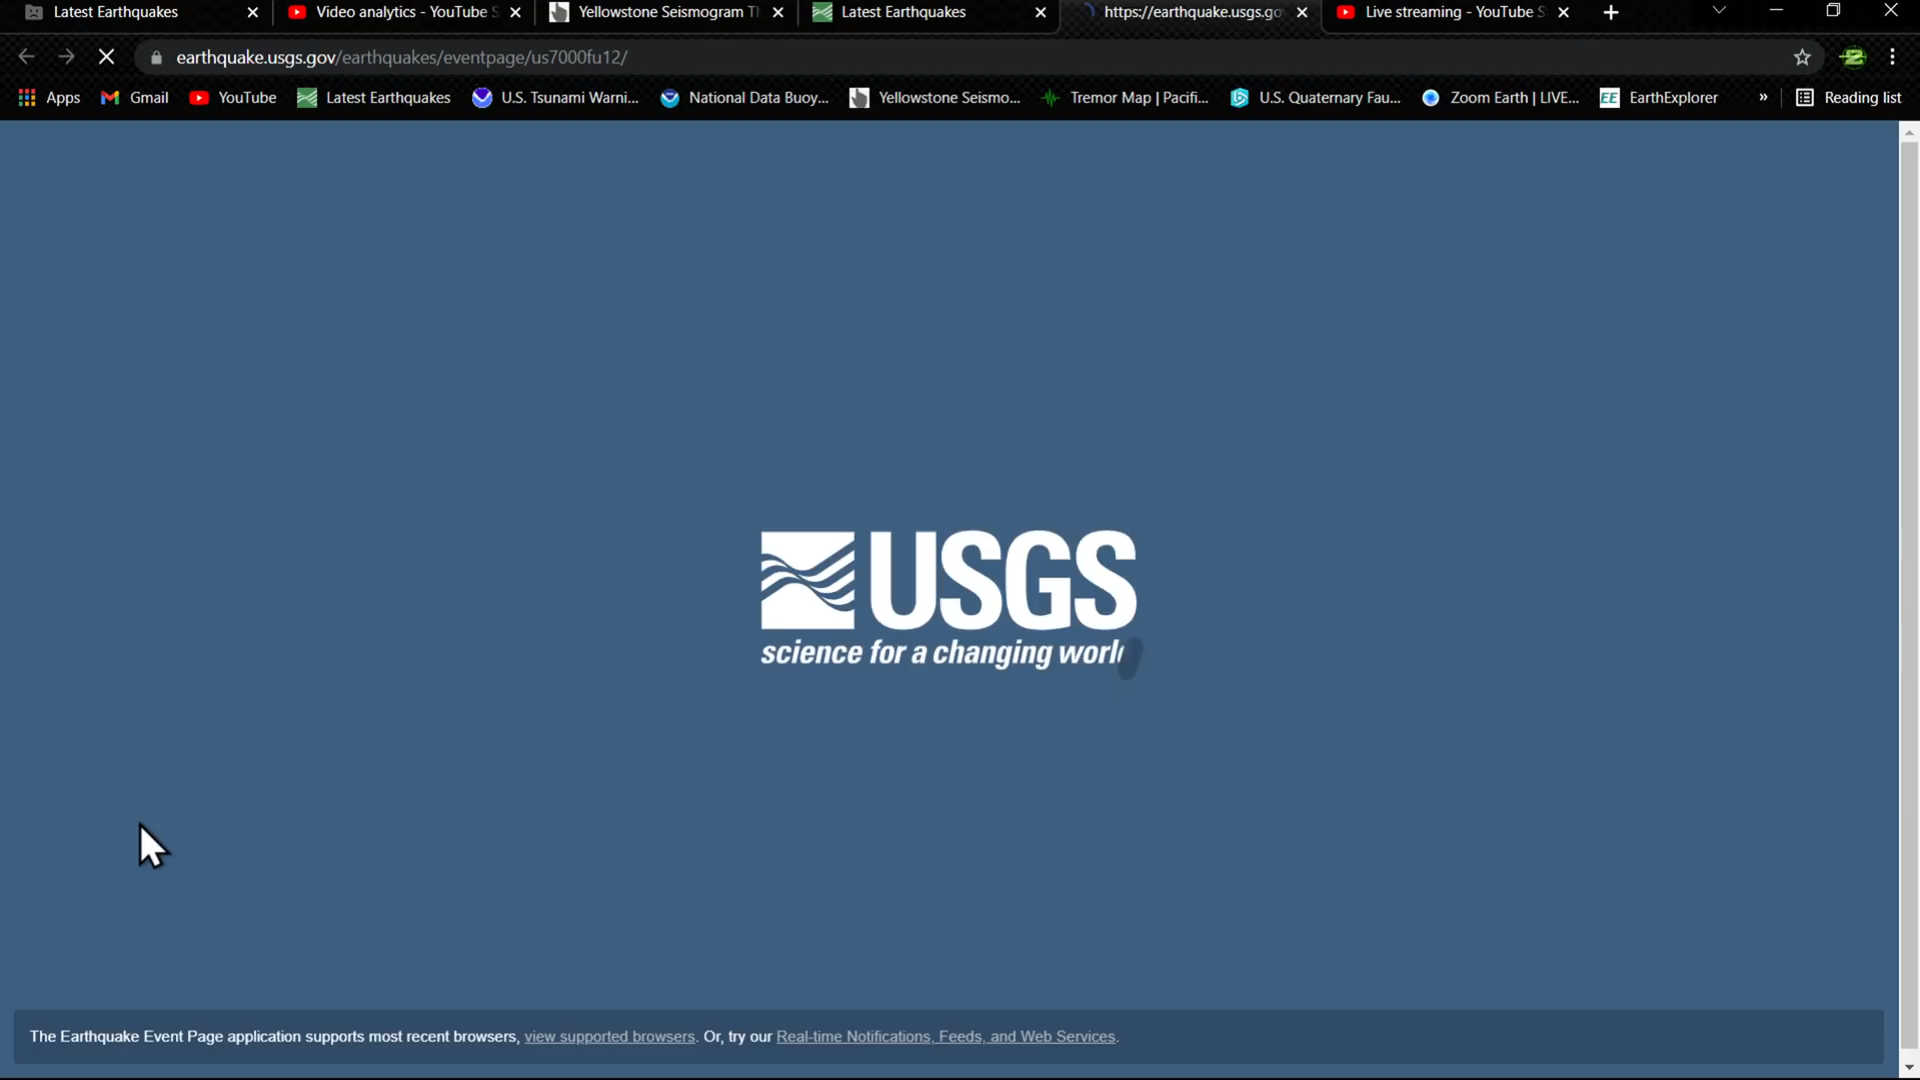 Latest Earthquakes
Video analytics - YouTube S
Yellowstone Seismogram Th
Latest Earthquakes
https://earthquake.usgs.go
Live streaming - YouTube S
earthquake.usgs.gov/earthquakes/eventpage/us7000fu12/
Apps
Gmail
YouTube
Latest Earthquakes
U.S. Tsunami Warni...
National Data Buoy...
Yellowstone Seismo...
Tremor Map | Pacifi...
U.S. Quaternary Fau...
Zoom Earth | LIVE...
EE EarthExplorer
»
Reading list
USGS
science for a changing worl
The Earthquake Event Page application supports most recent browsers, view supported browsers. Or, try our Real-time Notifications, Feeds, and Web Services.